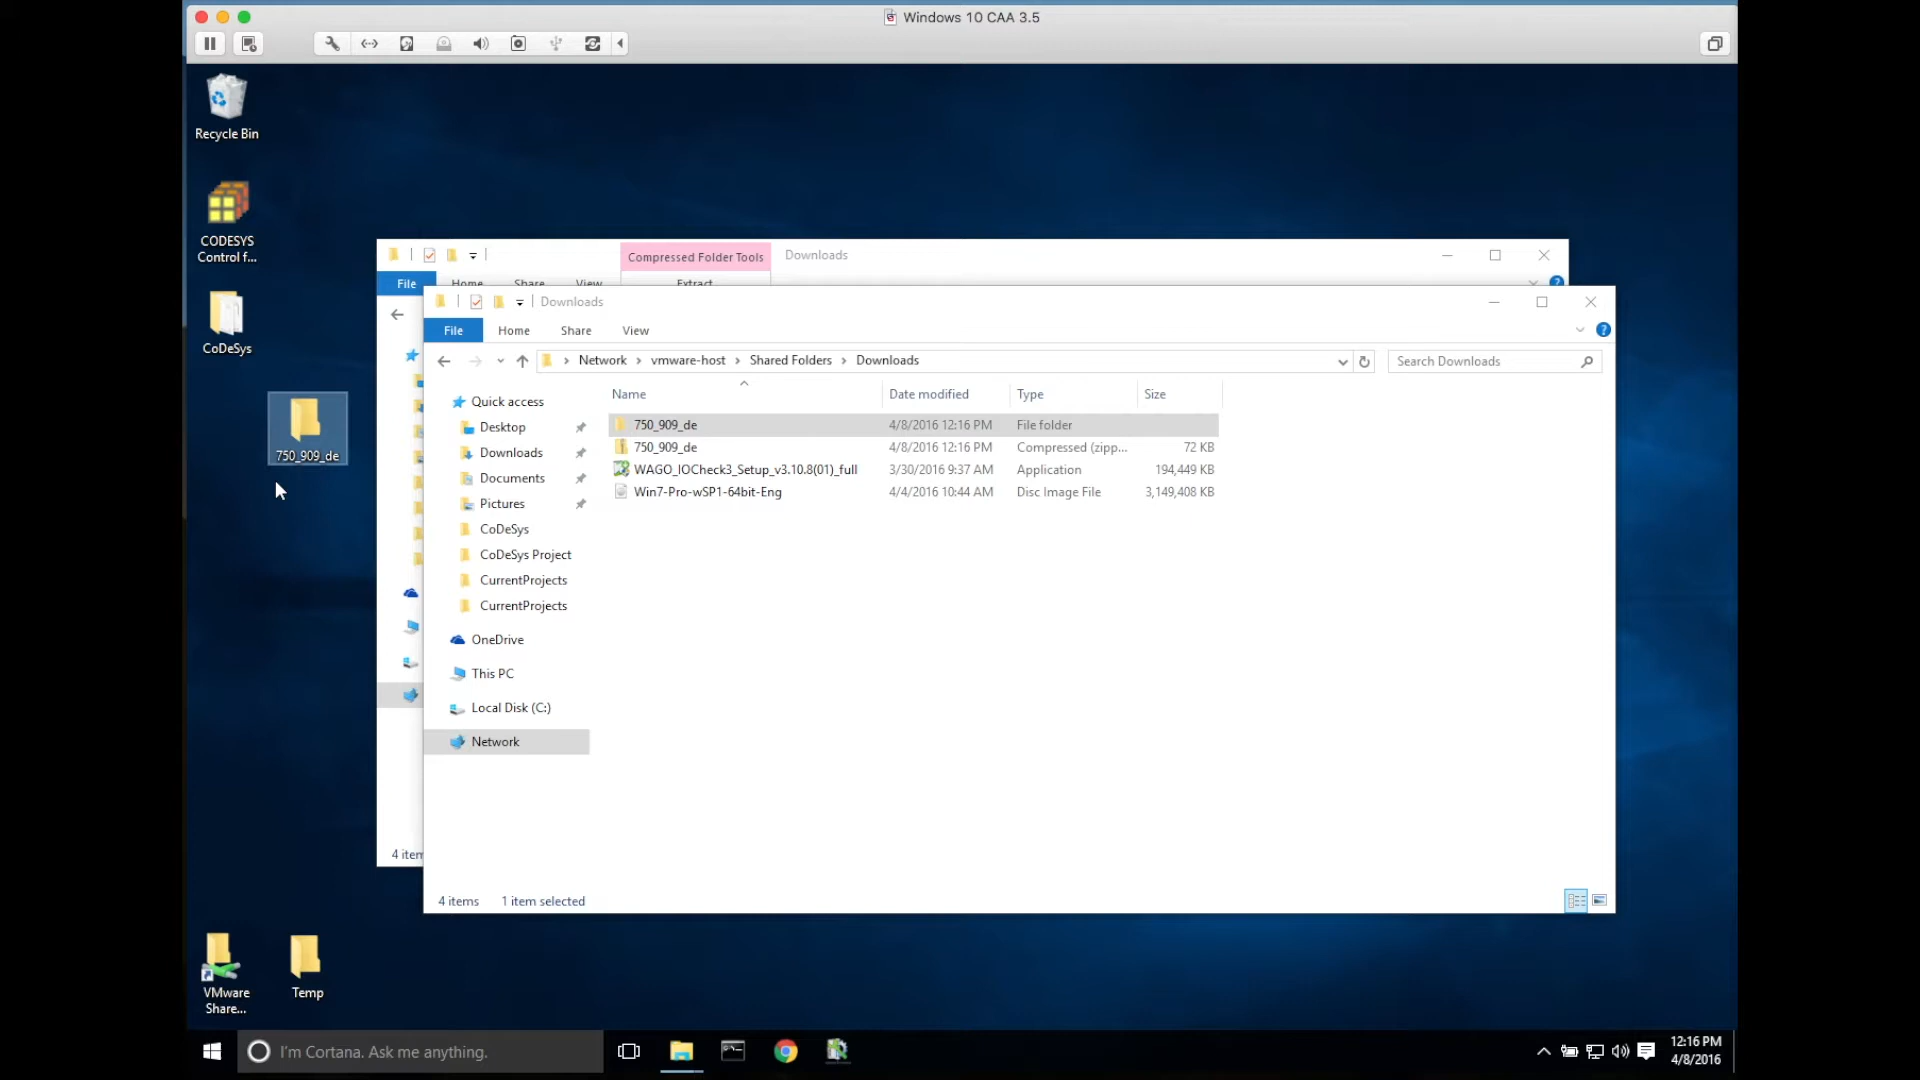 Windows 10 CAA 3.5
Recycle Bin
CODESYS
Control f...
CoDeSys
750_909_de
VMware
Share...
Temp
Compressed Folder Tools
Downloads
File
Home
Share
View
Extract
4 item
Downloads
File
Home
Share
View
Network
vmware-host
Shared Folders
Downloads
Search Downloads
Quick access
Desktop
Downloads
Documents
Pictures
CoDeSys
CoDeSys Project
CurrentProjects
CurrentProjects
OneDrive
This PC
Local Disk (C:)
Network
Name Date modified Type Size
750_909_de 4/8/2016 12:16 PM File folder
750_909_de 4/8/2016 12:16 PM Compressed (zipp... 72 KB
WAGO_IOCheck3_Setup_v3.10.8(01)_full 3/30/2016 9:37 AM Application 194,449 KB
Win7-Pro-wSP1-64bit-Eng 4/4/2016 10:44 AM Disc Image File 3,149,408 KB
4 items 1 item selected
I'm Cortana. Ask me anything.
12:16 PM
4/8/2016